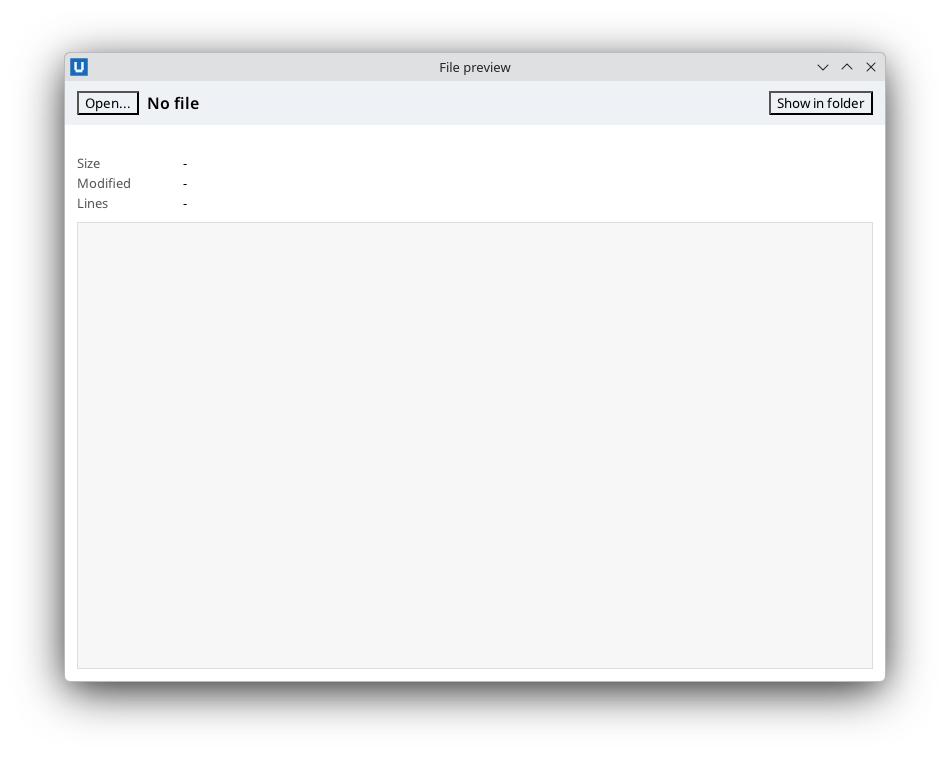 File preview
Open... No file Show in folder
Size -
Modified -
Lines -